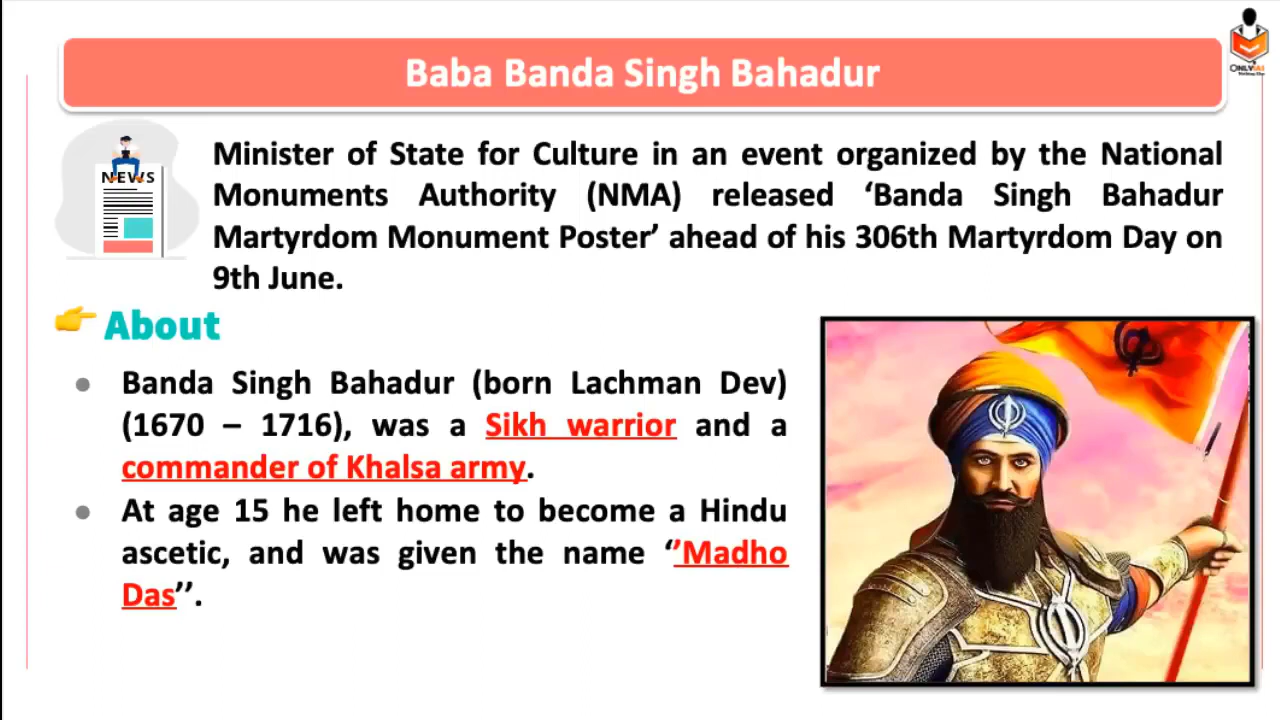 Baba Banda Singh Bahadur
ONLYIAS
Nothing Else
NEWS
Minister of State for Culture in an event organized by the National
Monuments Authority (NMA) released ‘Banda Singh Bahadur
Martyrdom Monument Poster’ ahead of his 306th Martyrdom Day on
9th June.
About
Banda Singh Bahadur (born Lachman Dev)
(1670 – 1716), was a Sikh warrior and a
commander of Khalsa army.
At age 15 he left home to become a Hindu
ascetic, and was given the name ‘’Madho
Das’’.